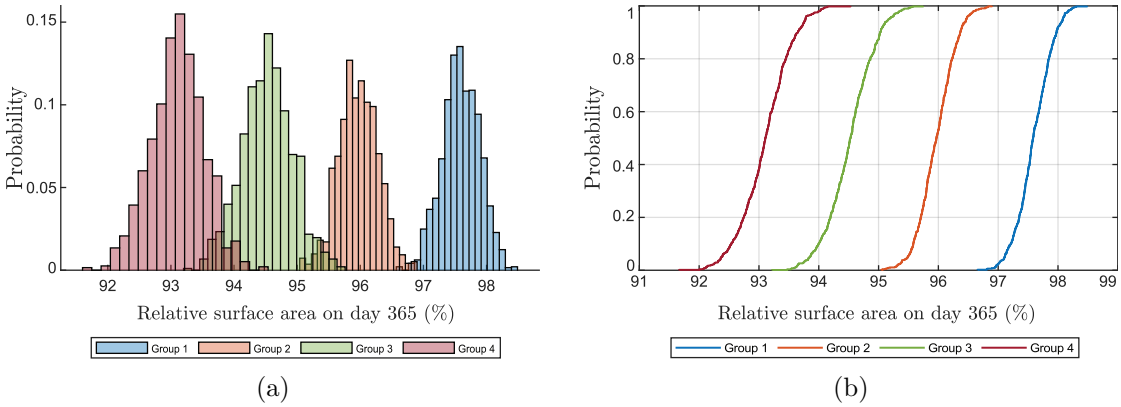 0.15
0.1
0.05
0
Probability
92 93 94 95 96 97 98
Relative surface area on day 365 (%)
Group 1 Group 2 Group 3 Group 4
(a)
1
0.8
0.6
0.4
0.2
0
Probability
91 92 93 94 95 96 97 98 99
Relative surface area on day 365 (%)
Group 1 Group 2 Group 3 Group 4
(b)